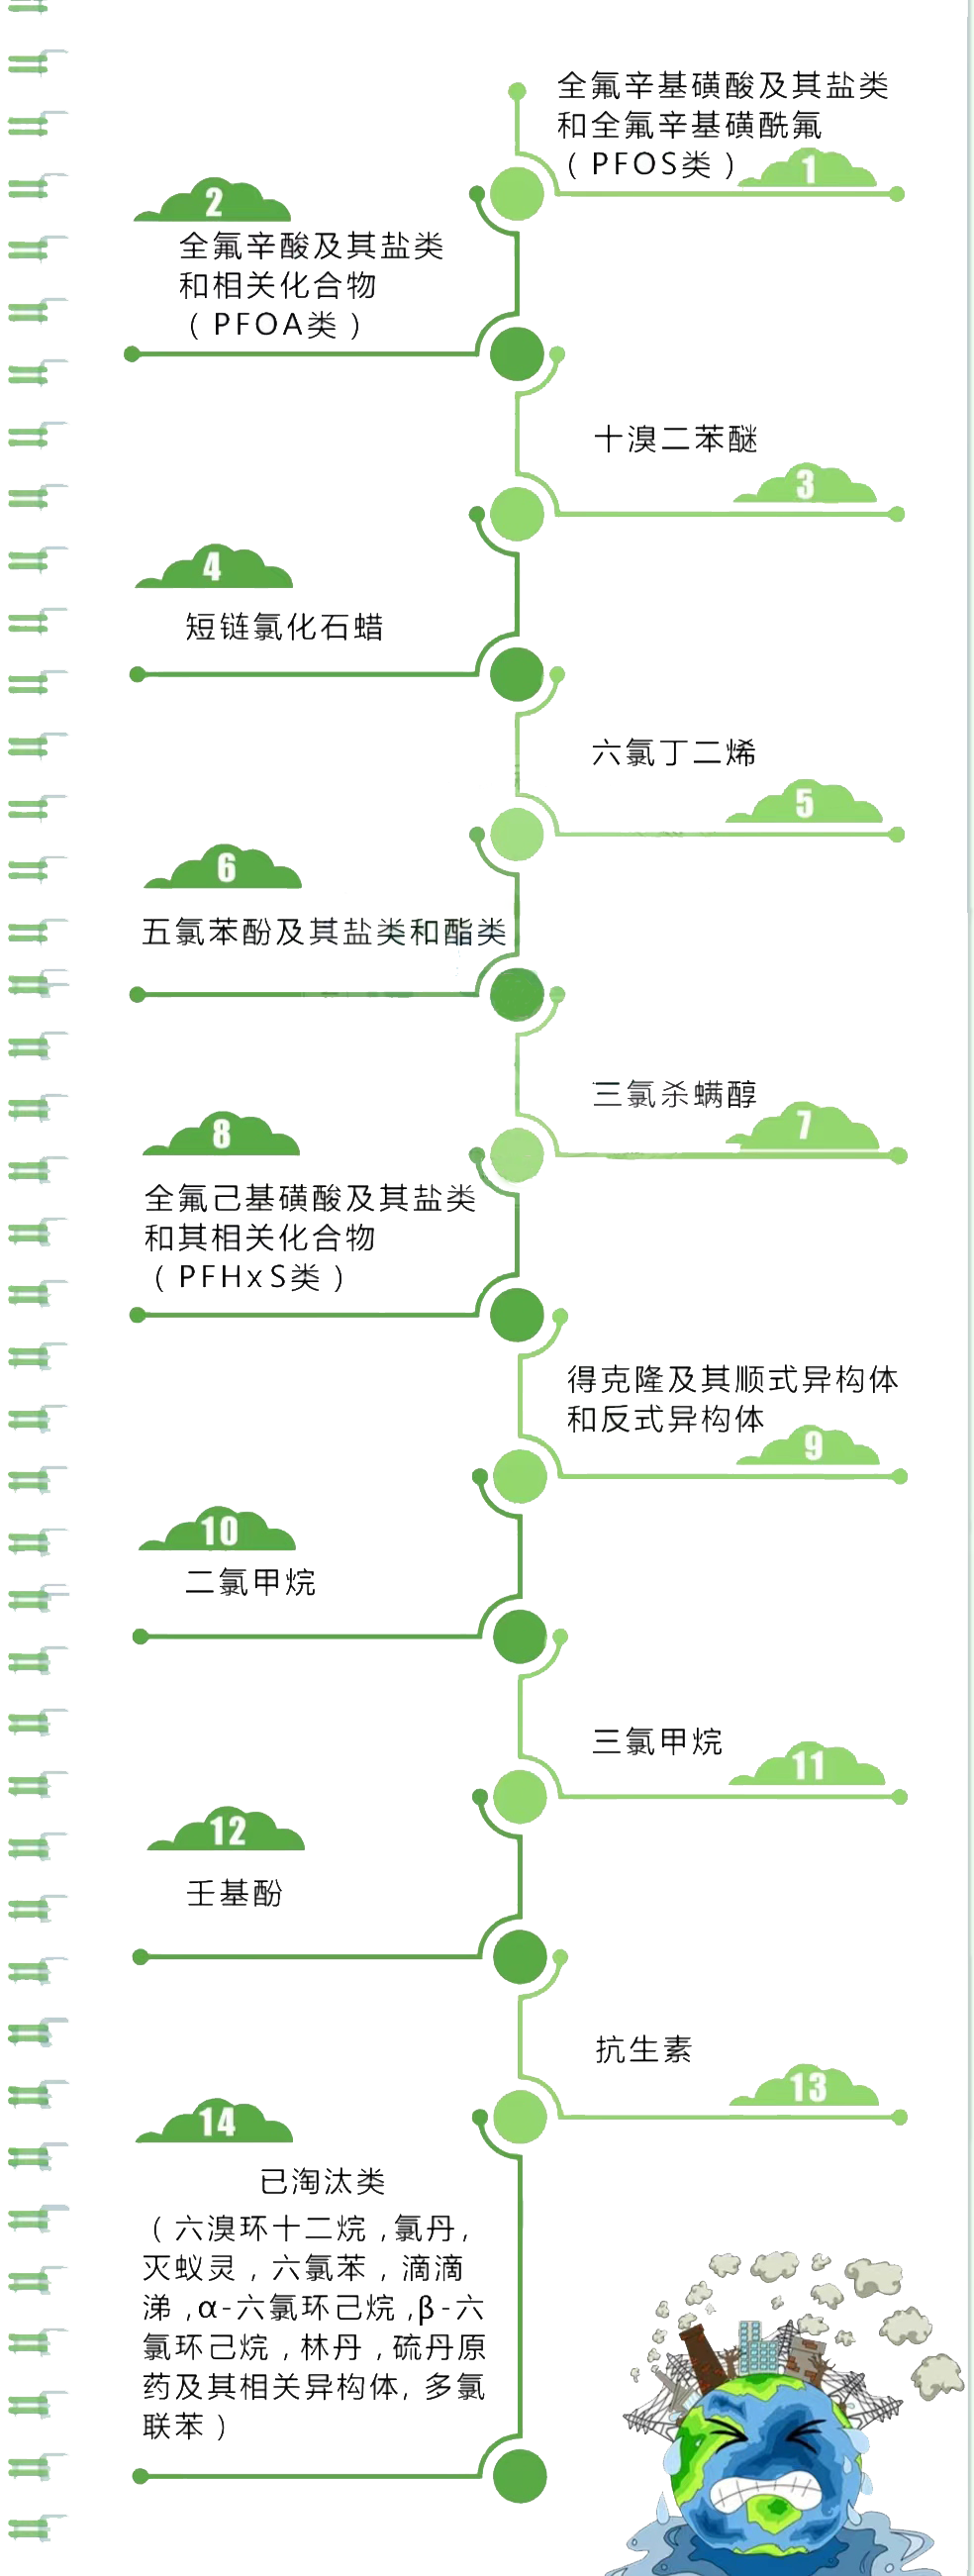 全氟辛基磺酸及其盐类
和全氟辛基磺酰氟
（PFOS类）
1
2
全氟辛酸及其盐类
和相关化合物
（PFOA类）
十溴二苯醚
3
4
短链氯化石蜡
六氯丁二烯
5
6
五氯苯酚及其盐类和酯类
三氯杀螨醇
7
8
全氟己基磺酸及其盐类
和其相关化合物
（PFHxS类）
得克隆及其顺式异构体
和反式异构体
9
10
二氯甲烷
三氯甲烷
11
12
壬基酚
抗生素
13
14
已淘汰类
（六溴环十二烷,氯丹,
灭蚁灵,六氯苯,滴滴
涕,α-六氯环己烷,β-六
氯环己烷,林丹,硫丹原
药及其相关异构体,多氯
联苯）